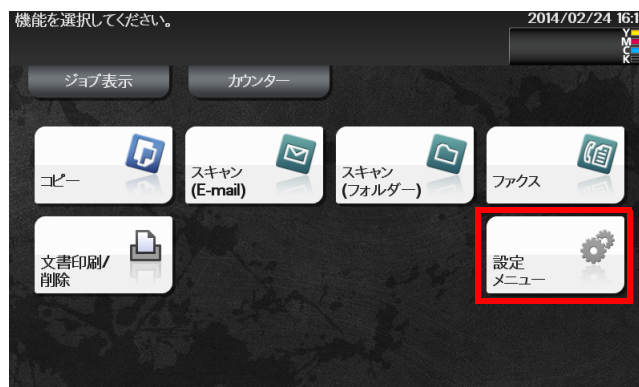 機能を選択してください。
2014/02/24 16:1
Y
M
C
K
ジョブ表示
カウンター
コピー
スキャン
(E-mail)
スキャン
(フォルダー)
ファクス
文書印刷/
削除
設定
メニュー